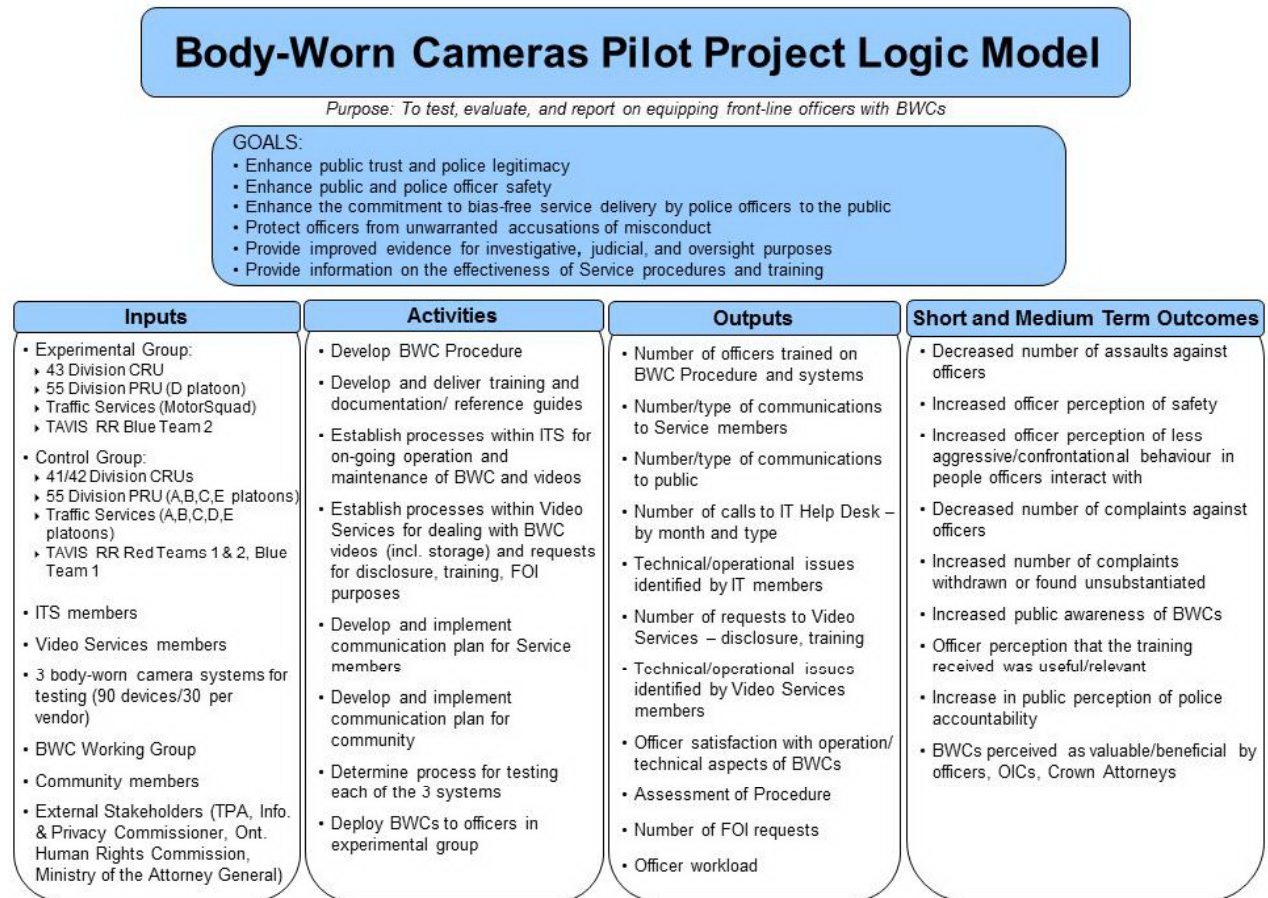 Body-Worn Cameras Pilot Project Logic Model
Purpose: To test, evaluate, and report on equipping front-line officers with BWCs
GOALS:
• Enhance public trust and police legitimacy
• Enhance public and police officer safety
• Enhance the commitment to bias-free service delivery by police officers to the public
• Protect officers from unwarranted accusations of misconduct
• Provide improved evidence for investigative, judicial, and oversight purposes
• Provide information on the effectiveness of Service procedures and training
Inputs
• Experimental Group:
▸ 43 Division CRU
▸ 55 Division PRU (D platoon)
▸ Traffic Services (MotorSquad)
▸ TAVIS RR Blue Team 2
• Control Group:
▸ 41/42 Division CRUs
▸ 55 Division PRU (A,B,C,E platoons)
▸ Traffic Services (A,B,C,D,E
platoons)
▸ TAVIS RR Red Teams 1 & 2, Blue
Team 1
• ITS members
• Video Services members
• 3 body-worn camera systems for
testing (90 devices/30 per
vendor)
• BWC Working Group
• Community members
• External Stakeholders (TPA, Info.
& Privacy Commissioner, Ont.
Human Rights Commission,
Ministry of the Attorney General)
Activities
• Develop BWC Procedure
• Develop and deliver training and
documentation/ reference guides
• Establish processes within ITS for
on-going operation and
maintenance of BWC and videos
• Establish processes within Video
Services for dealing with BWC
videos (incl. storage) and requests
for disclosure, training, FOI
purposes
• Develop and implement
communication plan for Service
members
• Develop and implement
communication plan for
community
• Determine process for testing
each of the 3 systems
• Deploy BWCs to officers in
experimental group
Outputs
• Number of officers trained on
BWC Procedure and systems
• Number/type of communications
to Service members
• Number/type of communications
to public
• Number of calls to IT Help Desk –
by month and type
• Technical/operational issues
identified by IT members
• Number of requests to Video
Services – disclosure, training
• Technical/operational issues
identified by Video Services
members
• Officer satisfaction with operation/
technical aspects of BWCs
• Assessment of Procedure
• Number of FOI requests
• Officer workload
Short and Medium Term Outcomes
• Decreased number of assaults against
officers
• Increased officer perception of safety
• Increased officer perception of less
aggressive/confrontational behaviour in
people officers interact with
• Decreased number of complaints against
officers
• Increased number of complaints
withdrawn or found unsubstantiated
• Increased public awareness of BWCs
• Officer perception that the training
received was useful/relevant
• Increase in public perception of police
accountability
• BWCs perceived as valuable/beneficial by
officers, OICs, Crown Attorneys